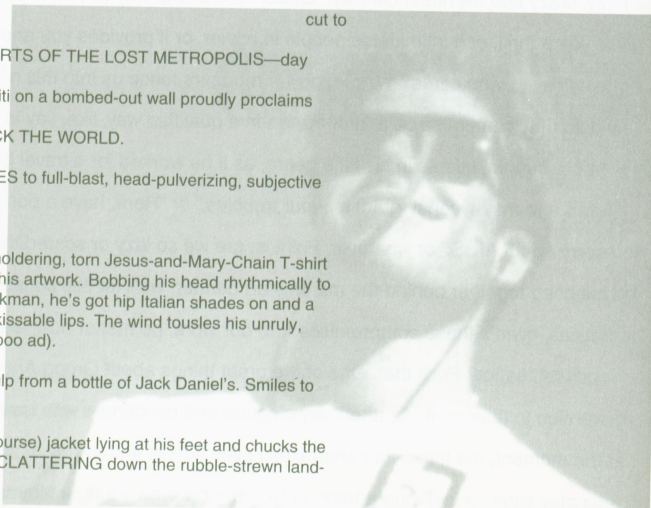 cut to
RTS OF THE LOST METROPOLIS—day
iti on a bombed-out wall proudly proclaims
CK THE WORLD.
ES to full-blast, head-pulverizing, subjective
oldering, torn Jesus-and-Mary-Chain T-shirt
his artwork. Bobbing his head rhythmically to
kman, he's got hip Italian shades on and a
issable lips. The wind tousles his unruly,
oo ad).
lp from a bottle of Jack Daniel's. Smiles to
ourse) jacket lying at his feet and chucks the
CLATTERING down the rubble-strewn land-